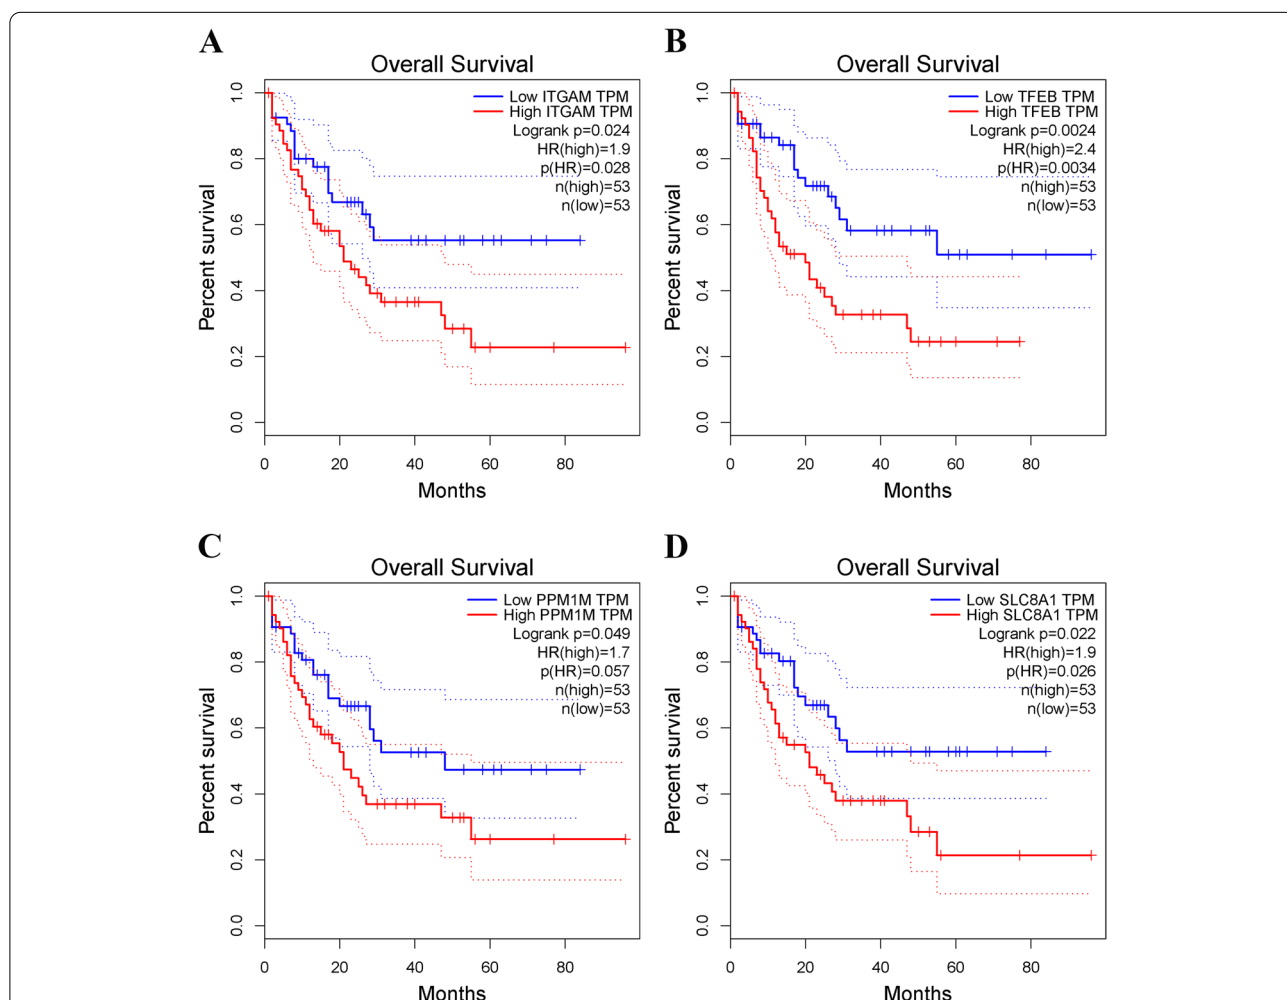 A
Overall Survival
Low ITGAM TPM
High ITGAM TPM
Logrank p=0.024
HR(high)=1.9
p(HR)=0.028
n(high)=53
n(low)=53
Percent survival
1.0
0.8
0.6
0.4
0.2
0.0
0 20 40 60 80
Months
B
Overall Survival
Low TFEB TPM
High TFEB TPM
Logrank p=0.0024
HR(high)=2.4
p(HR)=0.0034
n(high)=53
n(low)=53
Percent survival
1.0
0.8
0.6
0.4
0.2
0.0
0 20 40 60 80
Months
C
Overall Survival
Low PPM1M TPM
High PPM1M TPM
Logrank p=0.049
HR(high)=1.7
p(HR)=0.057
n(high)=53
n(low)=53
Percent survival
1.0
0.8
0.6
0.4
0.2
0.0
0 20 40 60 80
Months
D
Overall Survival
Low SLC8A1 TPM
High SLC8A1 TPM
Logrank p=0.022
HR(high)=1.9
p(HR)=0.026
n(high)=53
n(low)=53
Percent survival
1.0
0.8
0.6
0.4
0.2
0.0
0 20 40 60 80
Months